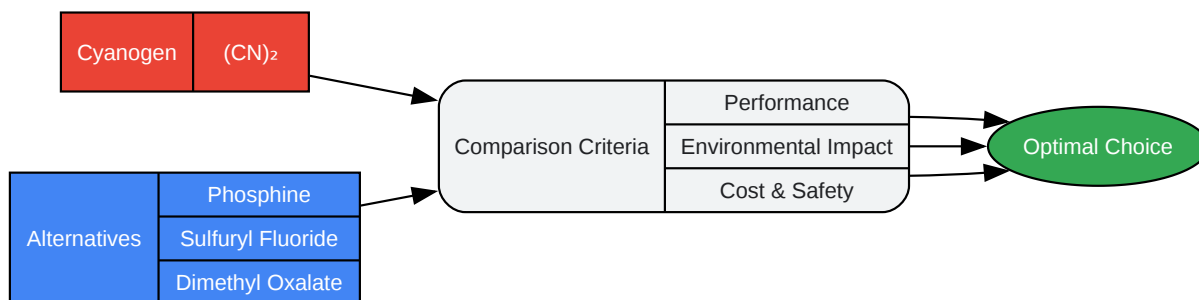 Cyanogen
(CN)₂
Alternatives
Phosphine
Sulfuryl Fluoride
Dimethyl Oxalate
Comparison Criteria
Performance
Environmental Impact
Cost & Safety
Optimal Choice